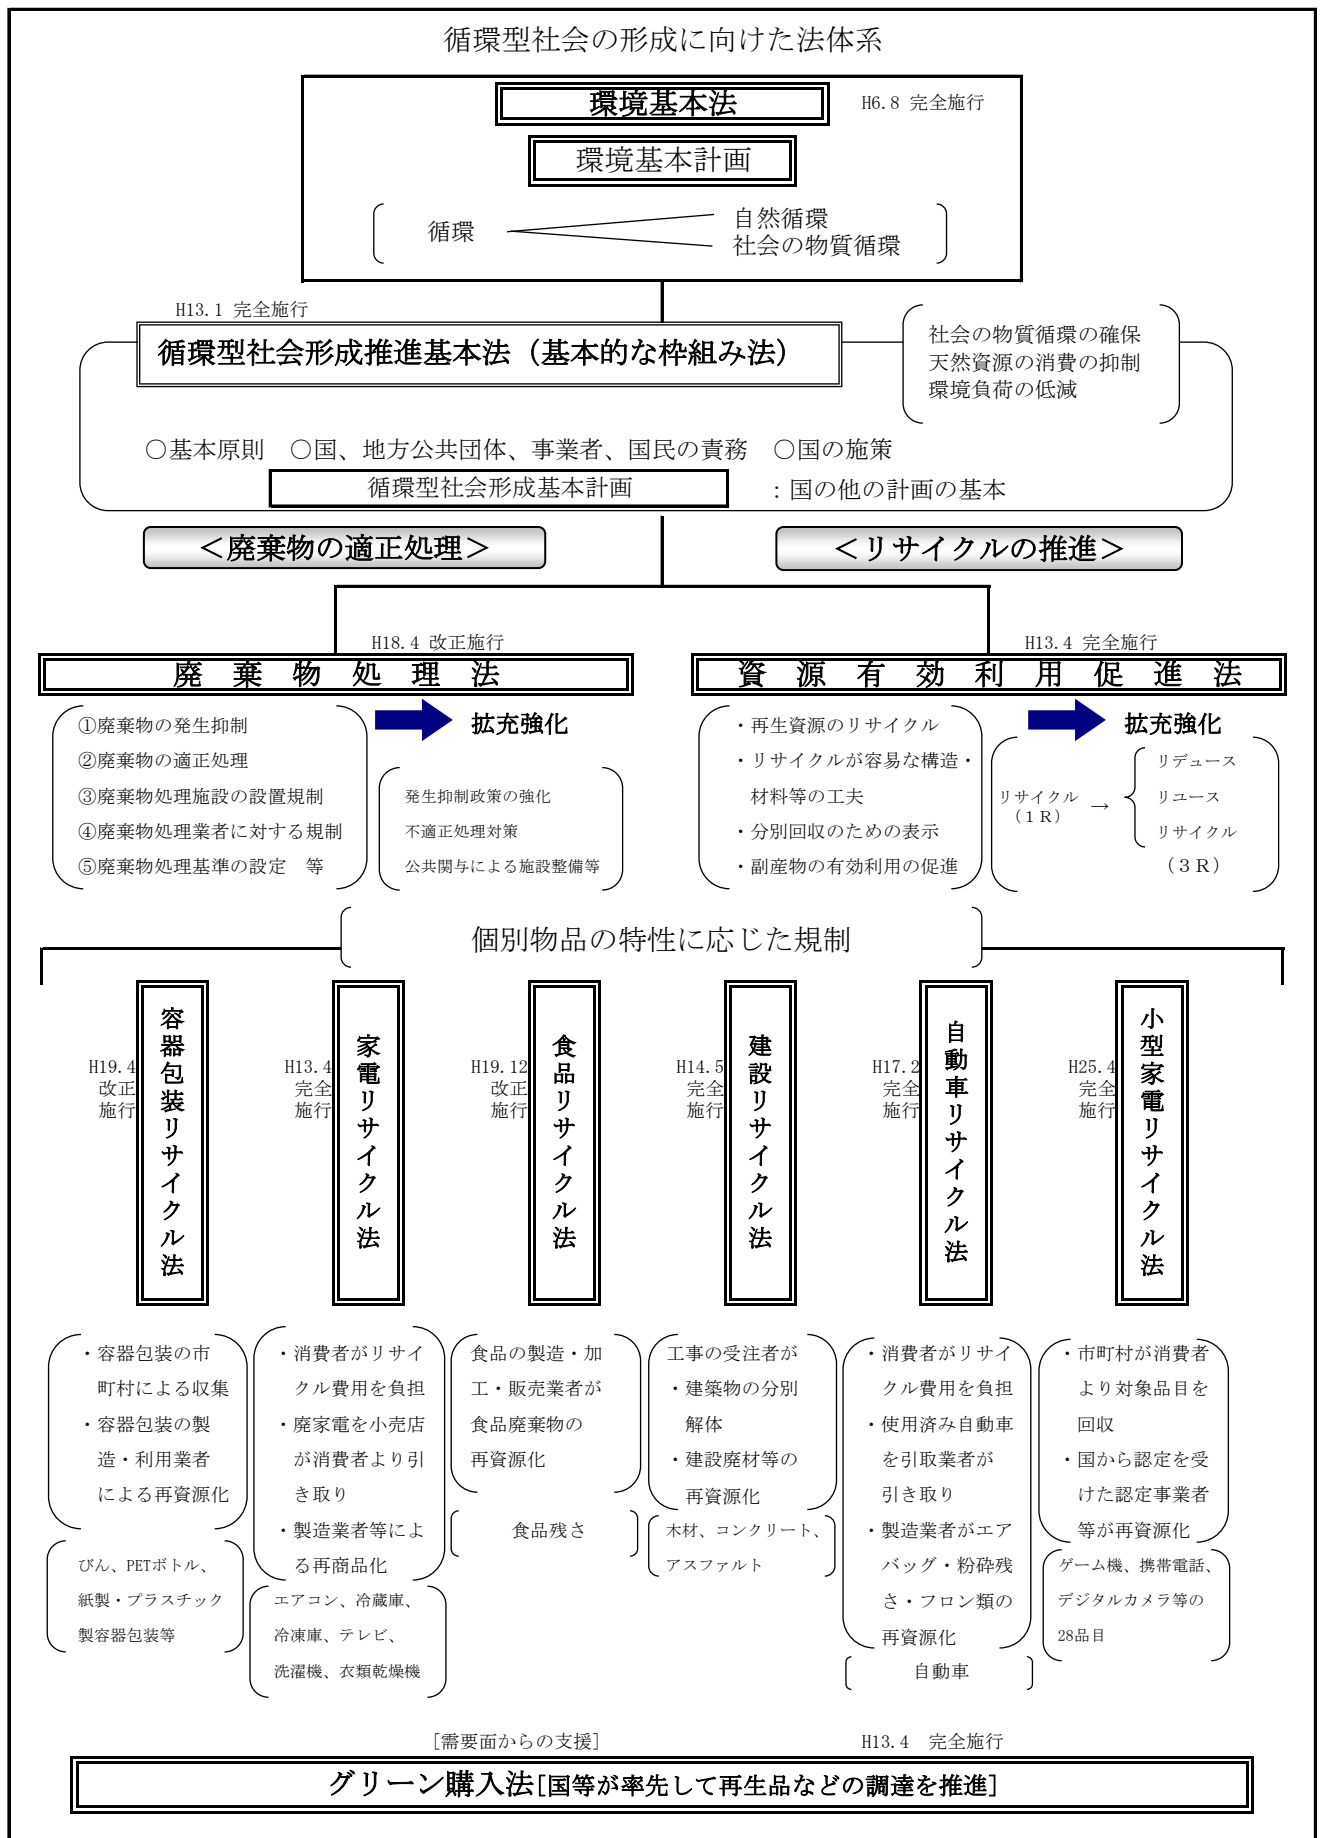 循環型社会の形成に向けた法体系
環境基本法
H6.8 完全施行
環境基本計画
循環
自然循環
社会の物質循環
H13.1 完全施行
循環型社会形成推進基本法（基本的な枠組み法）
社会の物質循環の確保
天然資源の消費の抑制
環境負荷の低減
○基本原則　○国、地方公共団体、事業者、国民の責務　○国の施策
循環型社会形成基本計画
：国の他の計画の基本
＜廃棄物の適正処理＞
＜リサイクルの推進＞
H18.4 改正施行
廃棄物処理法
①廃棄物の発生抑制
②廃棄物の適正処理
③廃棄物処理施設の設置規制
④廃棄物処理業者に対する規制
⑤廃棄物処理基準の設定　等
拡充強化
発生抑制政策の強化
不適正処理対策
公共関与による施設整備等
H13.4 完全施行
資源有効利用促進法
・再生資源のリサイクル
・リサイクルが容易な構造・
材料等の工夫
・分別回収のための表示
・副産物の有効利用の促進
拡充強化
リサイクル
（１Ｒ）
→
リデュース
リユース
リサイクル
（３Ｒ）
個別物品の特性に応じた規制
H19.4
改正
施行
容器包装リサイクル法
H13.4
完全
施行
家電リサイクル法
H19.12
改正
施行
食品リサイクル法
H14.5
完全
施行
建設リサイクル法
H17.2
完全
施行
自動車リサイクル法
H25.4
完全
施行
小型家電リサイクル法
・容器包装の市
町村による収集
・容器包装の製
造・利用業者
による再資源化
びん、PETボトル、
紙製・プラスチック
製容器包装等
・消費者がリサイ
クル費用を負担
・廃家電を小売店
が消費者より引
き取り
・製造業者等によ
る再商品化
エアコン、冷蔵庫、
冷凍庫、テレビ、
洗濯機、衣類乾燥機
食品の製造・加
工・販売業者が
食品廃棄物の
再資源化
食品残さ
工事の受注者が
・建築物の分別
解体
・建設廃材等の
再資源化
木材、コンクリート、
アスファルト
・消費者がリサイ
クル費用を負担
・使用済み自動車
を引取業者が
引き取り
・製造業者がエア
バッグ・粉砕残
さ・フロン類の
再資源化
自動車
・市町村が消費者
より対象品目を
回収
・国から認定を受
けた認定事業者
等が再資源化
ゲーム機、携帯電話、
デジタルカメラ等の
28品目
[需要面からの支援]
H13.4　完全施行
グリーン購入法[国等が率先して再生品などの調達を推進]